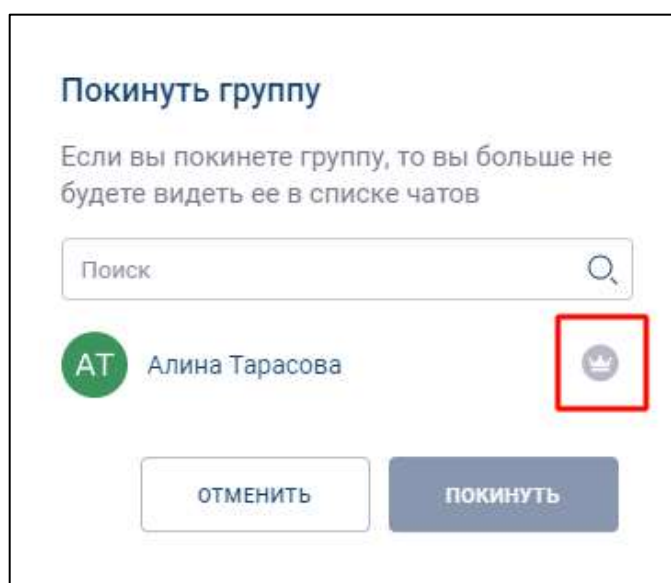 Покинуть группу
Если вы покинете группу, то вы больше не
будете видеть ее в списке чатов
Поиск
АТ Алина Тарасова
ОТМЕНИТЬ ПОКИНУТЬ